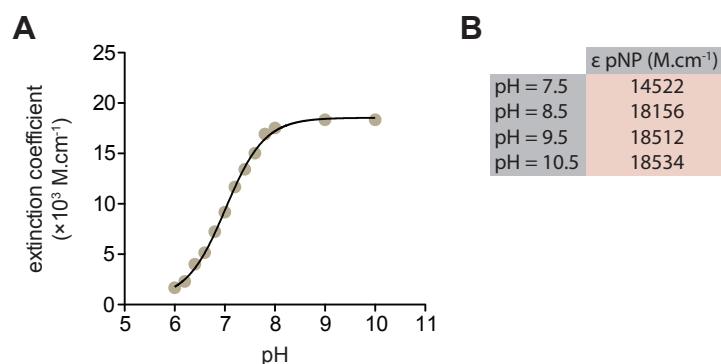 A
extinction coefficient
(×10³ M.cm⁻¹)
25
20
15
10
5
0
5 6 7 8 9 10 11
pH
B
ε pNP (M.cm⁻¹)
pH = 7.5 14522
pH = 8.5 18156
pH = 9.5 18512
pH = 10.5 18534